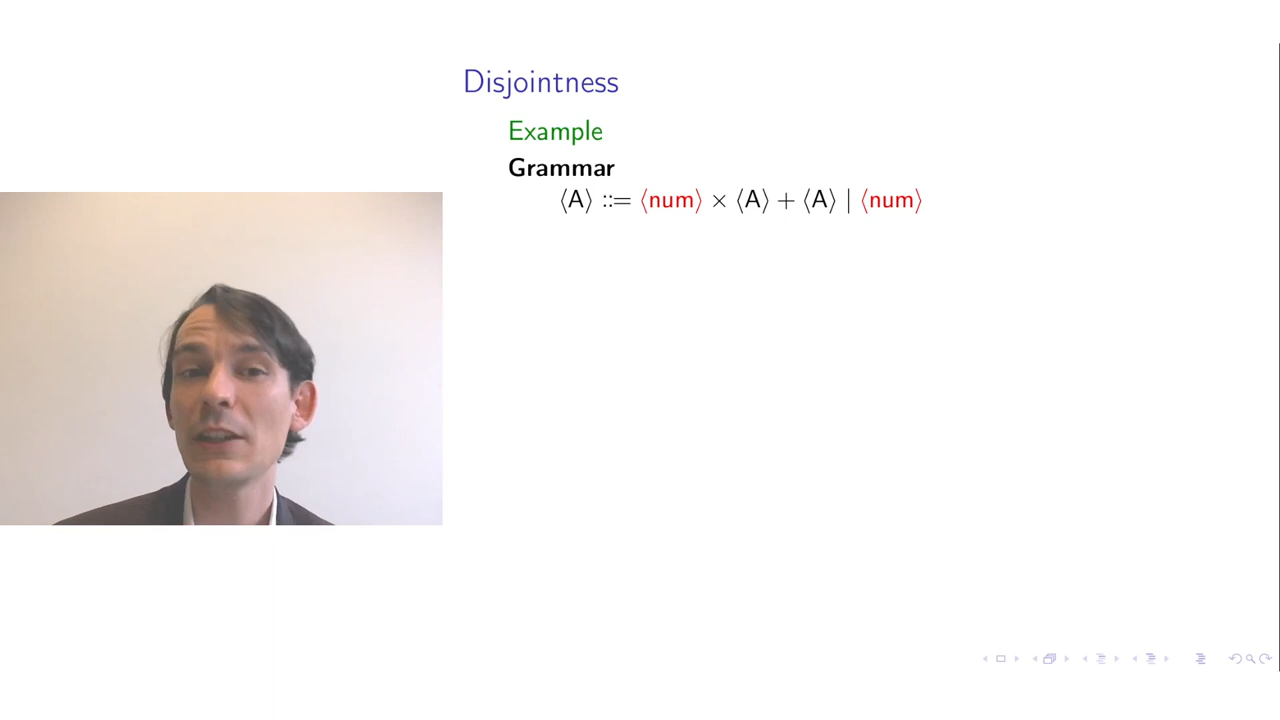 Disjointness
Example
Grammar
⟨A⟩ ::= ⟨num⟩ × ⟨A⟩ + ⟨A⟩ | ⟨num⟩